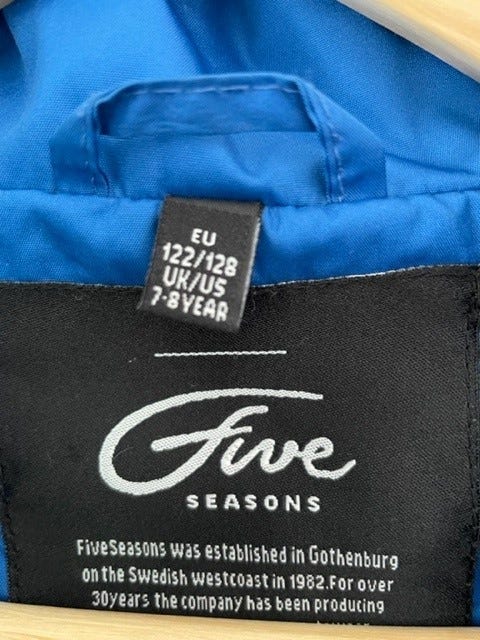 EU
122/128
UK/US
7-8YEAR
Five
SEASONS
FiveSeasons was established in Gothenburg
on the Swedish westcoast in 1982.For over
30years the company has been producing